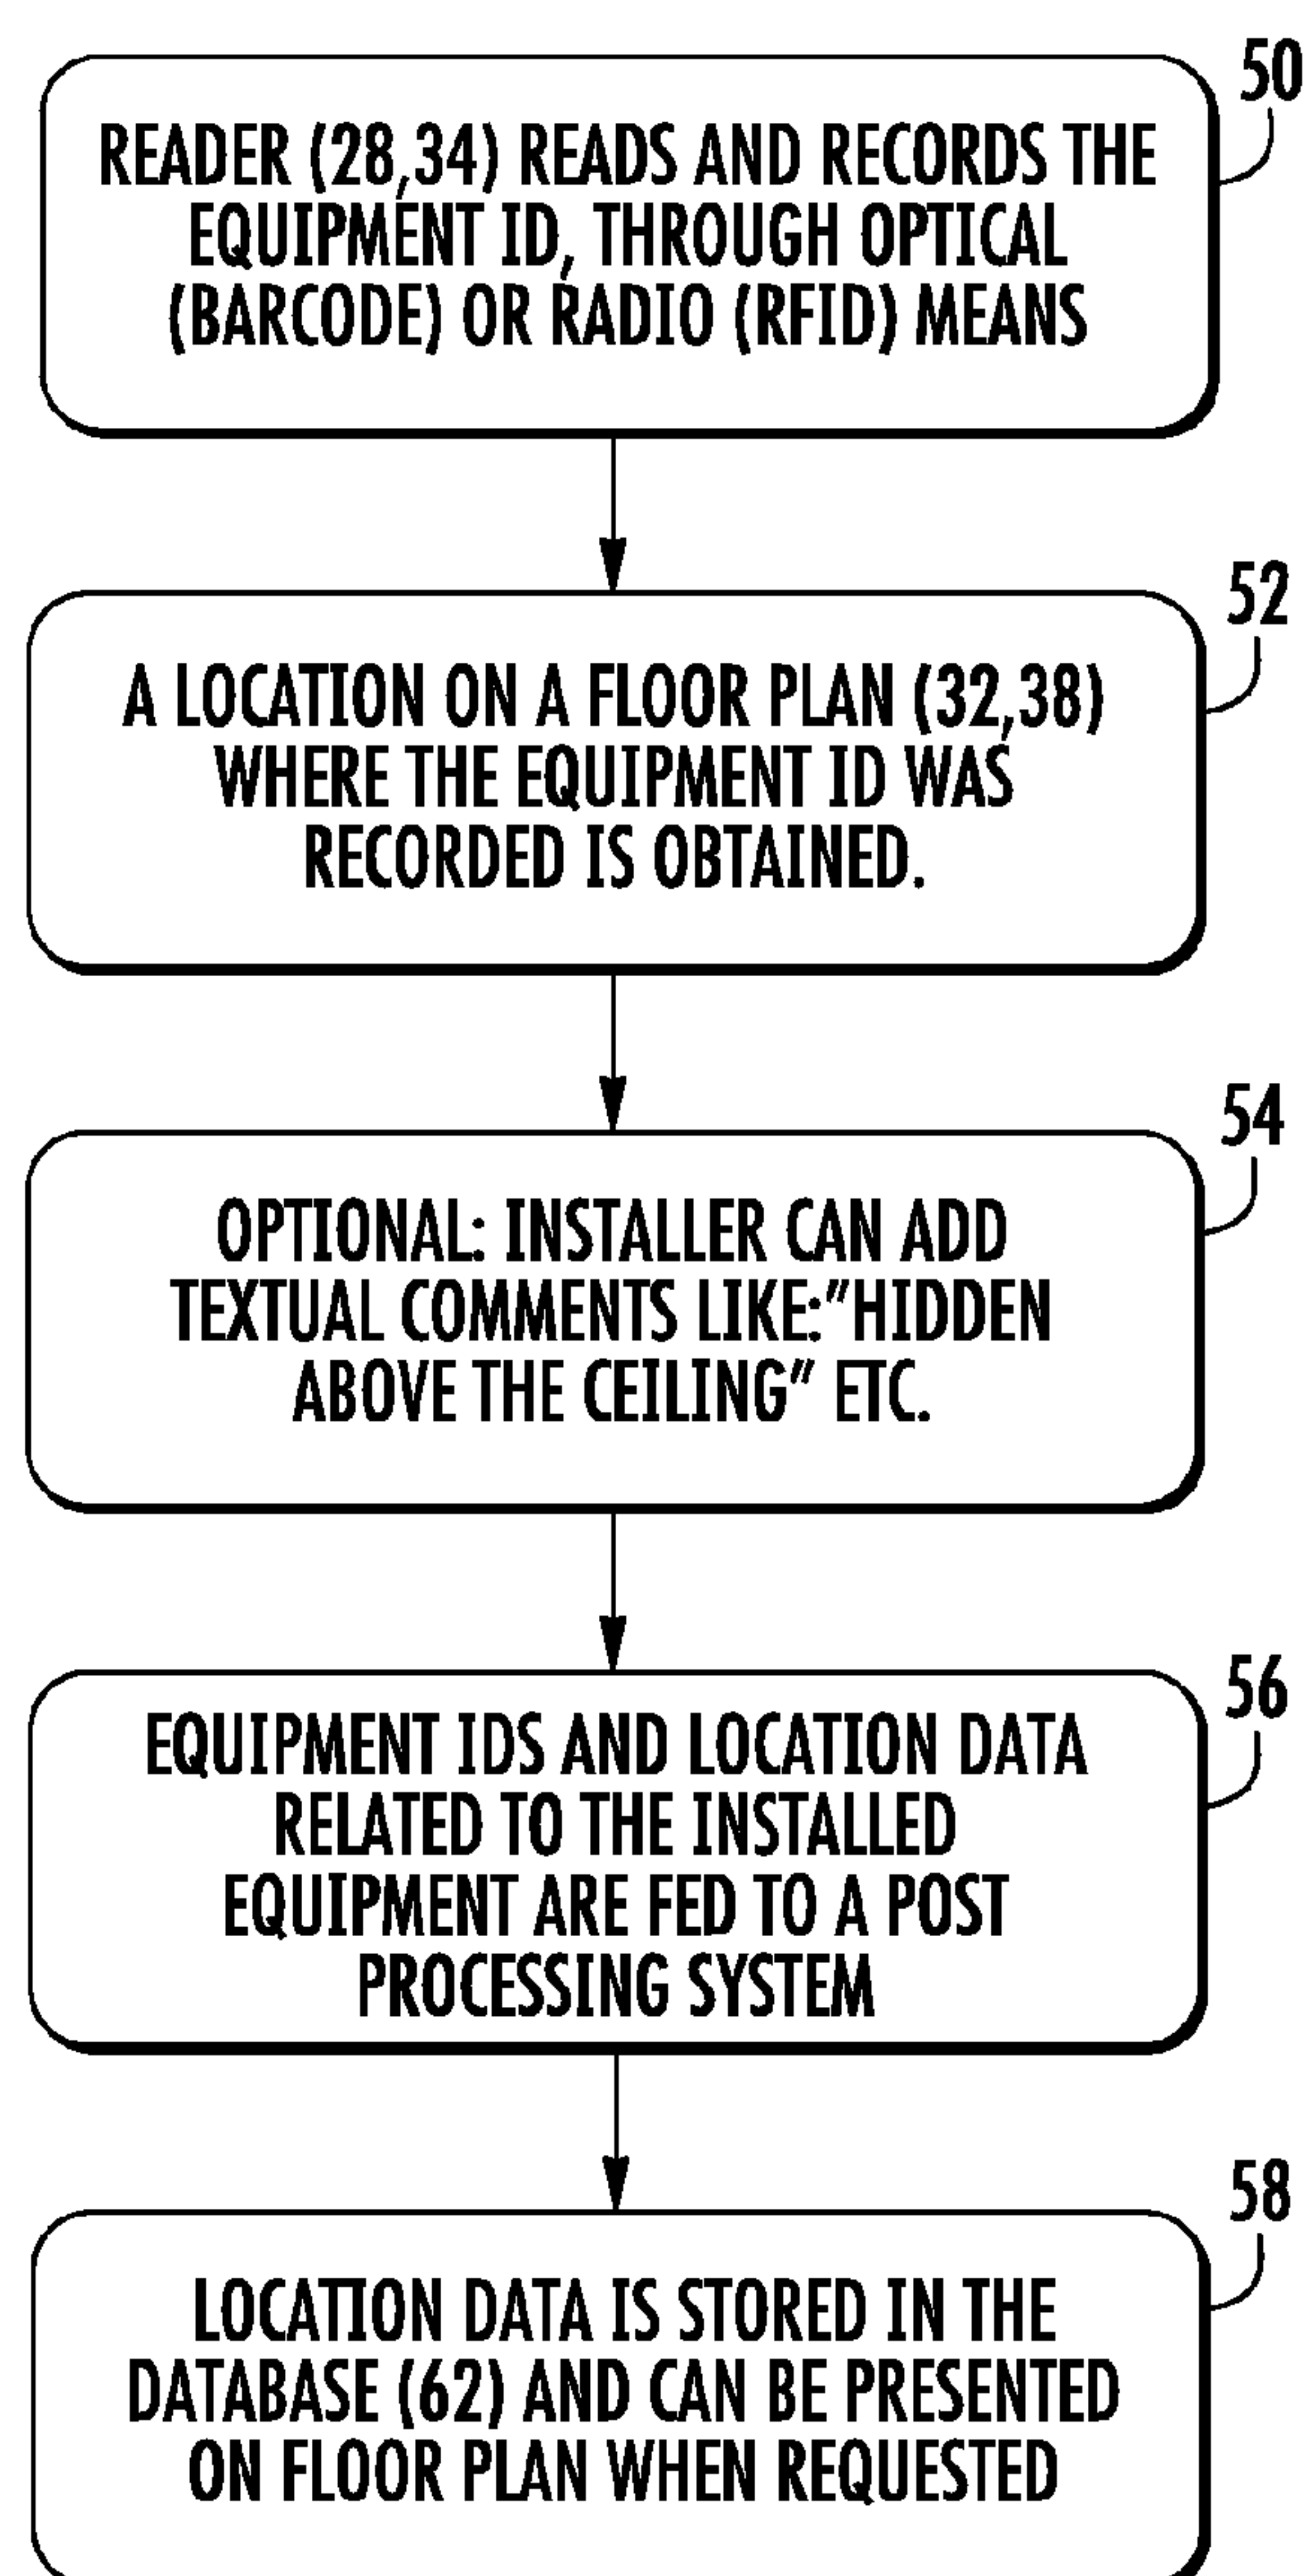 50
READER (28,34) READS AND RECORDS THE
EQUIPMENT ID, THROUGH OPTICAL
(BARCODE) OR RADIO (RFID) MEANS
52
A LOCATION ON A FLOOR PLAN (32,38)
WHERE THE EQUIPMENT ID WAS
RECORDED IS OBTAINED.
54
OPTIONAL: INSTALLER CAN ADD
TEXTUAL COMMENTS LIKE:"HIDDEN
ABOVE THE CEILING" ETC.
56
EQUIPMENT IDS AND LOCATION DATA
RELATED TO THE INSTALLED
EQUIPMENT ARE FED TO A POST
PROCESSING SYSTEM
58
LOCATION DATA IS STORED IN THE
DATABASE (62) AND CAN BE PRESENTED
ON FLOOR PLAN WHEN REQUESTED